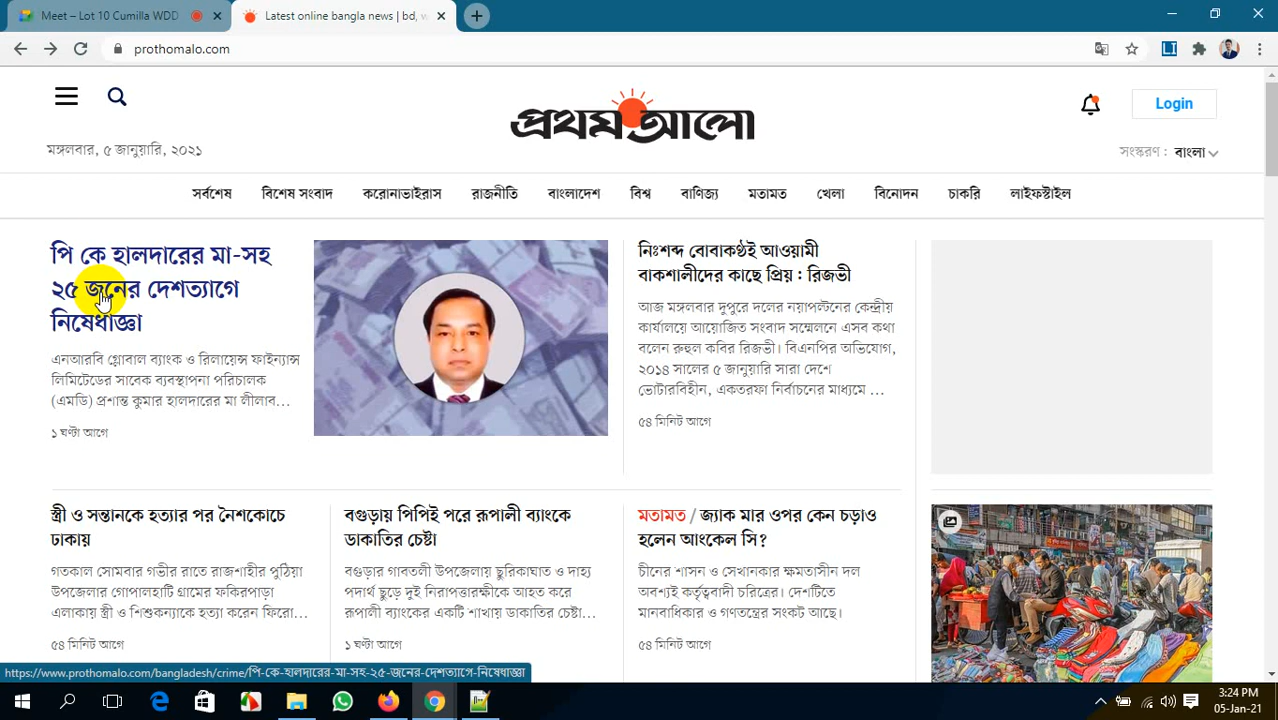 Meet – Lot 10 Cumilla WDD
Latest online bangla news | bd, w
prothomalo.com
প্রথম আলো
Login
মঙ্গলবার, ৫ জানুয়ারি, ২০২১
সংস্করণ : বাংলা
সর্বশেষ বিশেষ সংবাদ করোনাভাইরাস রাজনীতি বাংলাদেশ বিশ্ব বাণিজ্য মতামত খেলা বিনোদন চাকরি লাইফস্টাইল
পি কে হালদারের মা-সহ
২৫ জনের দেশত্যাগে
নিষেধাজ্ঞা
এনআরবি গ্লোবাল ব্যাংক ও রিলায়েন্স ফাইন্যান্স
লিমিটেডের সাবেক ব্যবস্থাপনা পরিচালক
(এমডি) প্রশান্ত কুমার হালদারের মা লীলাব...
১ ঘণ্টা আগে
নিঃশব্দ বোবাকণ্ঠই আওয়ামী
বাকশালীদের কাছে প্রিয় : রিজভী
আজ মঙ্গলবার দুপুরে দলের নয়াপল্টনের কেন্দ্রীয়
কার্যালয়ে আয়োজিত সংবাদ সম্মেলনে এসব কথা
বলেন রুহুল কবির রিজভী। বিএনপির অভিযোগ,
২০১৪ সালের ৫ জানুয়ারি সারা দেশে
ভোটারবিহীন, একতরফা নির্বাচনের মাধ্যমে ...
৫৪ মিনিট আগে
স্ত্রী ও সন্তানকে হত্যার পর নৈশকোচে
ঢাকায়
গতকাল সোমবার গভীর রাতে রাজশাহীর পুঠিয়া
উপজেলার গোপালহাটি গ্রামের ফকিরপাড়া
এলাকায় স্ত্রী ও শিশুকন্যাকে হত্যা করেন ফিরো...
৫৪ মিনিট আগে
বগুড়ায় পিপিই পরে রূপালী ব্যাংকে
ডাকাতির চেষ্টা
বগুড়ার গাবতলী উপজেলায় ছুরিকাঘাত ও দাহ্য
পদার্থ ছুড়ে দুই নিরাপত্তারক্ষীকে আহত করে
রূপালী ব্যাংকের একটি শাখায় ডাকাতির চেষ্টা...
১ ঘণ্টা আগে
মতামত / জ্যাক মার ওপর কেন চড়াও
হলেন আংকেল সি?
চীনের শাসন ও সেখানকার ক্ষমতাসীন দল
অবশ্যই কর্তৃত্ববাদী চরিত্রের। দেশটিতে
মানবাধিকার ও গণতন্ত্রের সংকট আছে।
৫৪ মিনিট আগে
https://www.prothomalo.com/bangladesh/crime/পি-কে-হালদারের-মা-সহ-২৫-জনের-দেশত্যাগে-নিষেধাজ্ঞা
3:24 PM
05-Jan-21